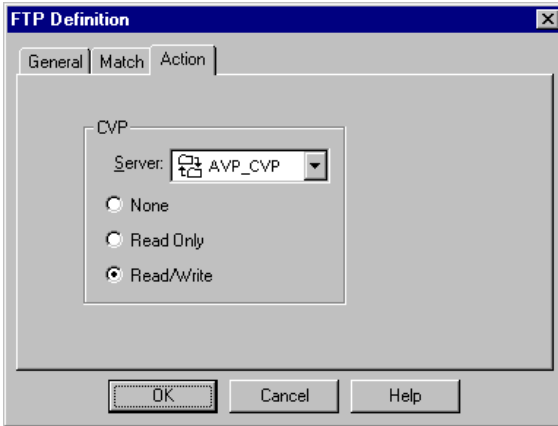 FTP Definition
General Match Action
CVP
Server: AVP_CVP
None
Read Only
Read/Write
OK Cancel Help